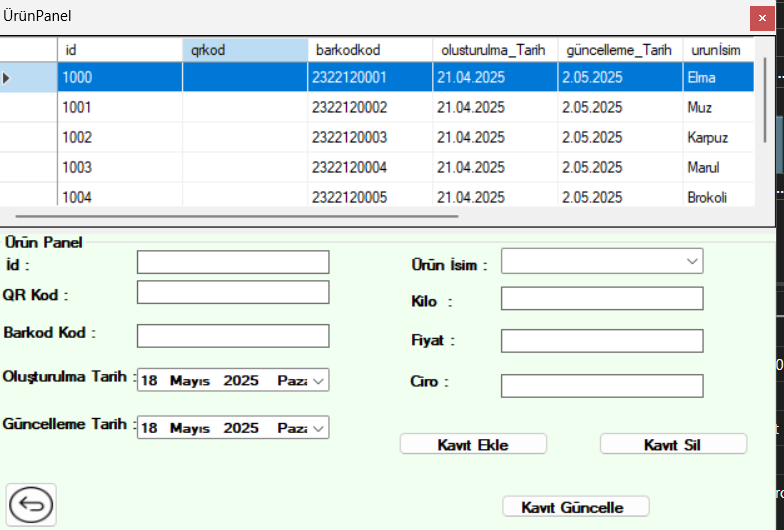 ÜrünPanel
id qrkod barkodkod olusturulma_Tarih güncelleme_Tarih urunİsim
1000 2322120001 21.04.2025 2.05.2025 Elma
1001 2322120002 21.04.2025 2.05.2025 Muz
1002 2322120003 21.04.2025 2.05.2025 Karpuz
1003 2322120004 21.04.2025 2.05.2025 Marul
1004 2322120005 21.04.2025 2.05.2025 Brokoli
Ürün Panel
İd :
Ürün İsim :
QR Kod :
Kilo :
Barkod Kod :
Fiyat :
Oluşturulma Tarih : 18 Mayıs 2025 Paza
Ciro :
Güncelleme Tarih : 18 Mayıs 2025 Paza
Kayıt Ekle
Kayıt Sil
Kayıt Güncelle